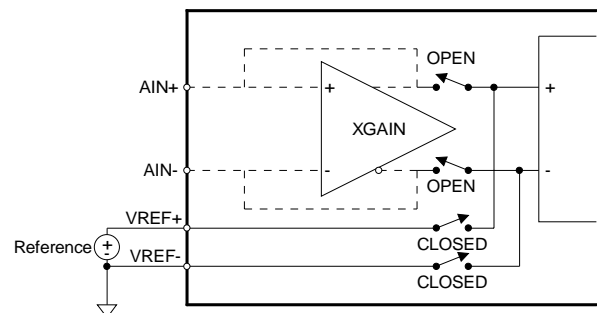 OPEN
AIN+
+
+
XGAIN
AIN-
-
-
OPEN
VREF+
CLOSED
Reference
+
-
VREF-
CLOSED